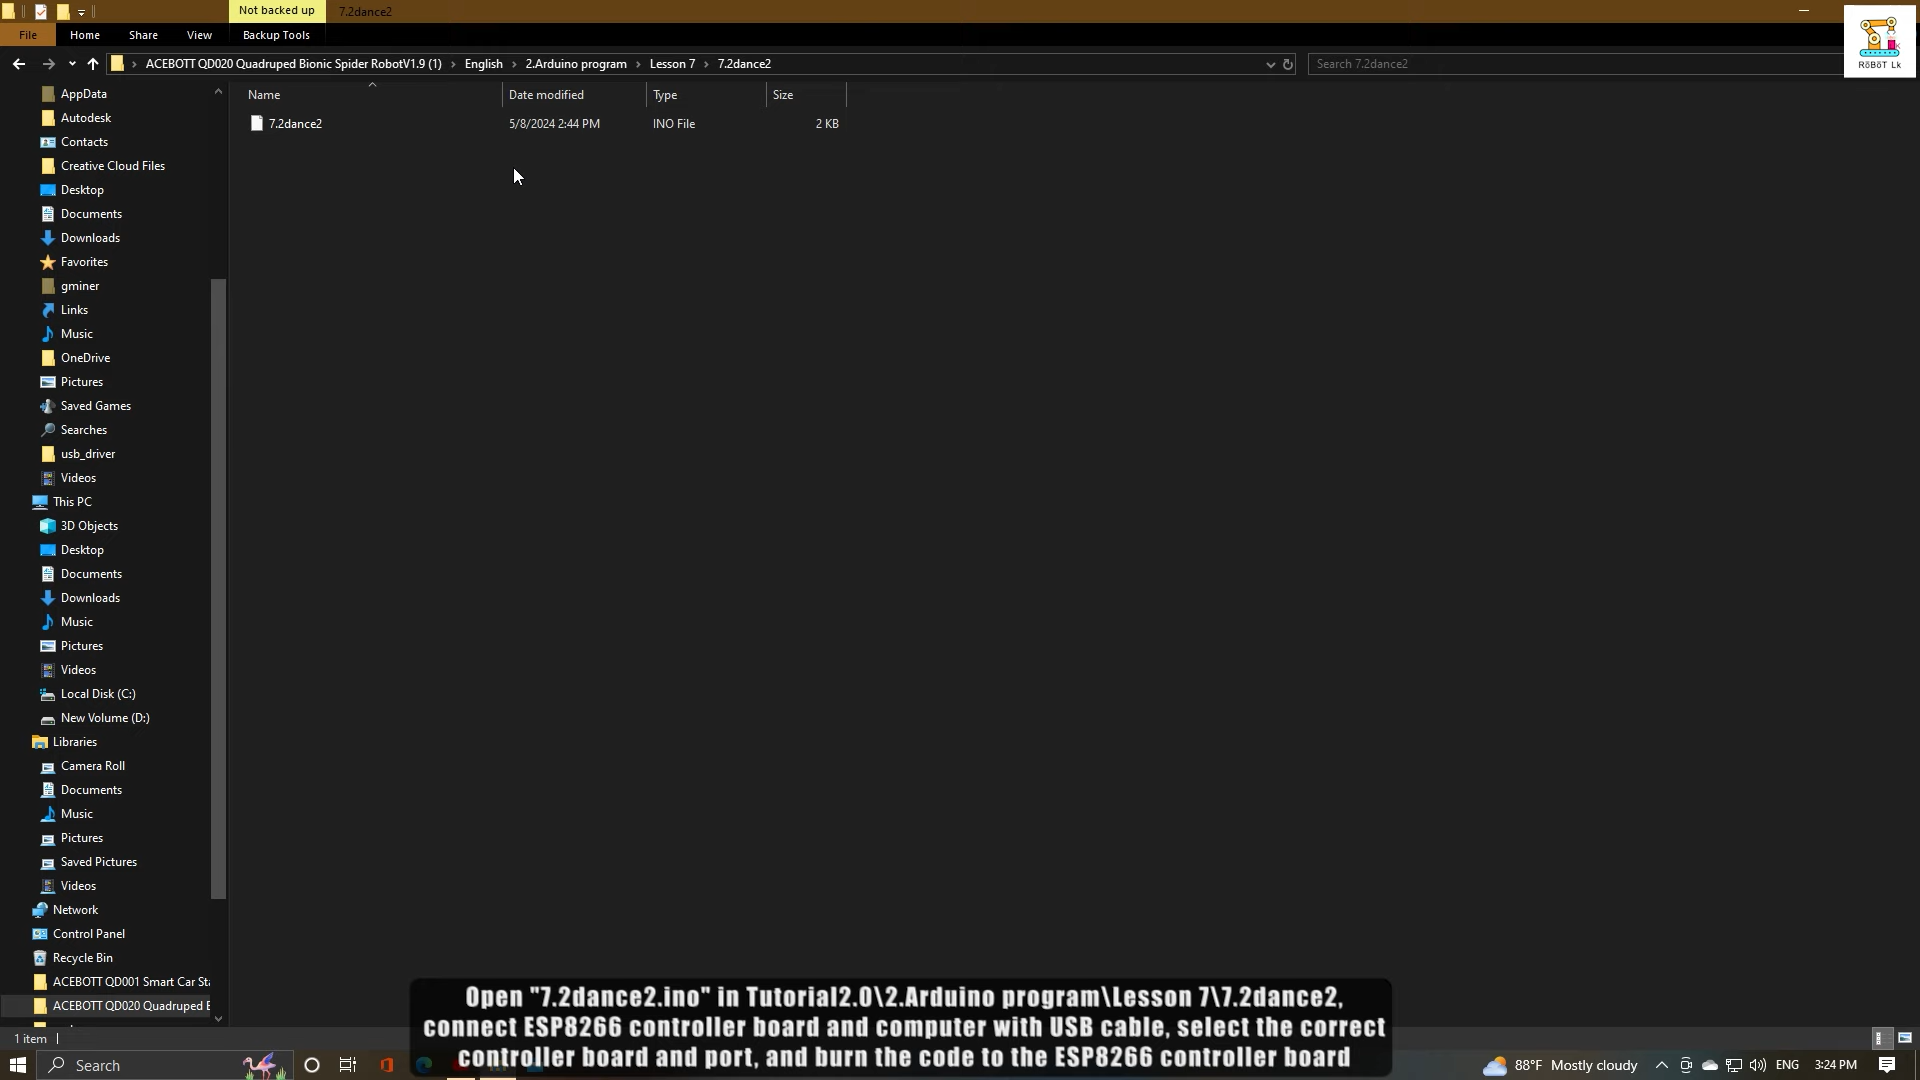 Not backed up
7.2dance2
File
Home
Share
View
Backup Tools
RöBöT Lk
ACEBOTT QD020 Quadruped Bionic Spider RobotV1.9 (1)
English
2.Arduino program
Lesson 7
7.2dance2
Search 7.2dance2
Name
Date modified
Type
Size
7.2dance2
5/8/2024 2:44 PM
INO File
2 KB
AppData
Autodesk
Contacts
Creative Cloud Files
Desktop
Documents
Downloads
Favorites
gminer
Links
Music
OneDrive
Pictures
Saved Games
Searches
usb_driver
Videos
This PC
3D Objects
Desktop
Documents
Downloads
Music
Pictures
Videos
Local Disk (C:)
New Volume (D:)
Libraries
Camera Roll
Documents
Music
Pictures
Saved Pictures
Videos
Network
Control Panel
Recycle Bin
ACEBOTT QD001 Smart Car Sta
ACEBOTT QD020 Quadruped B
1 item
Open "7.2dance2.ino" in Tutorial2.0\2.Arduino program\Lesson 7\7.2dance2,
connect ESP8266 controller board and computer with USB cable, select the correct
controller board and port, and burn the code to the ESP8266 controller board
Search
88°F Mostly cloudy
ENG
3:24 PM